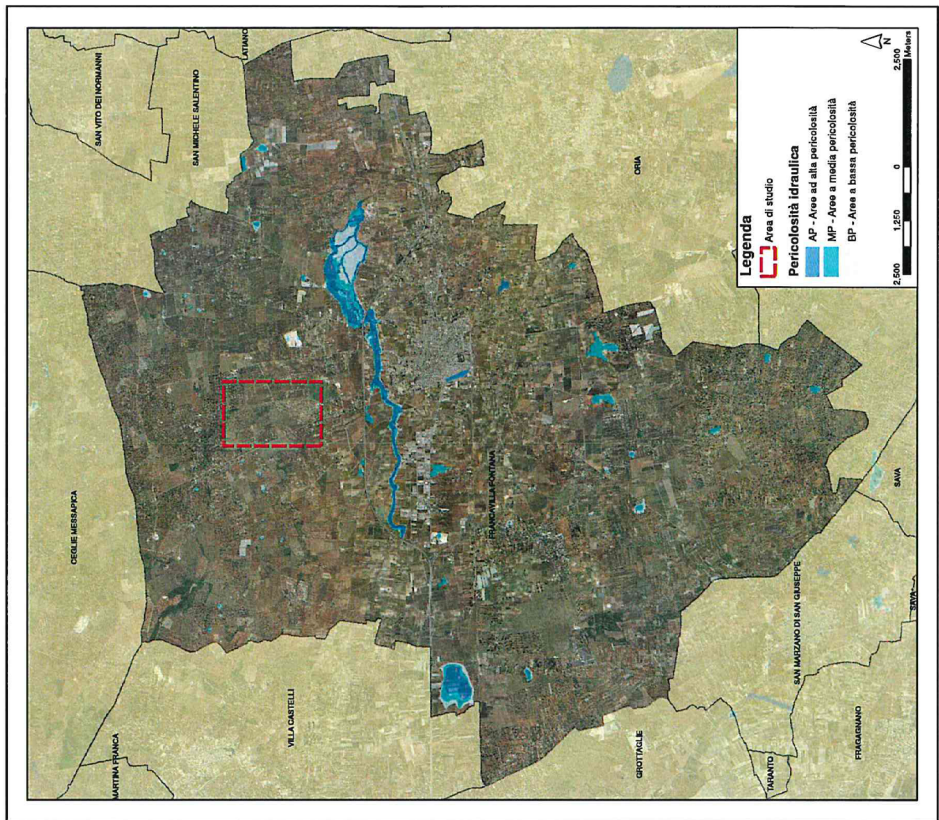 MARTINA FRANCA
CEGLIE MESSAPICA
SAN VITO DEI NORMANNI
SAN MICHELE SALENTINO
LATIANO
VILLA CASTELLI
FRANCAVILLA FONTANA
ORIA
GROTTAGLIE
TARANTO
SAN MARZANO DI SAN GIUSEPPE
FRAGAGNANO
SAVA
SAVA
Legenda
Area di studio
Pericolosità idraulica
AP - Aree ad alta pericolosità
MP - Aree a media pericolosità
BP - Aree a bassa pericolosità
2,500 1,250 0 2,500
Meters
N